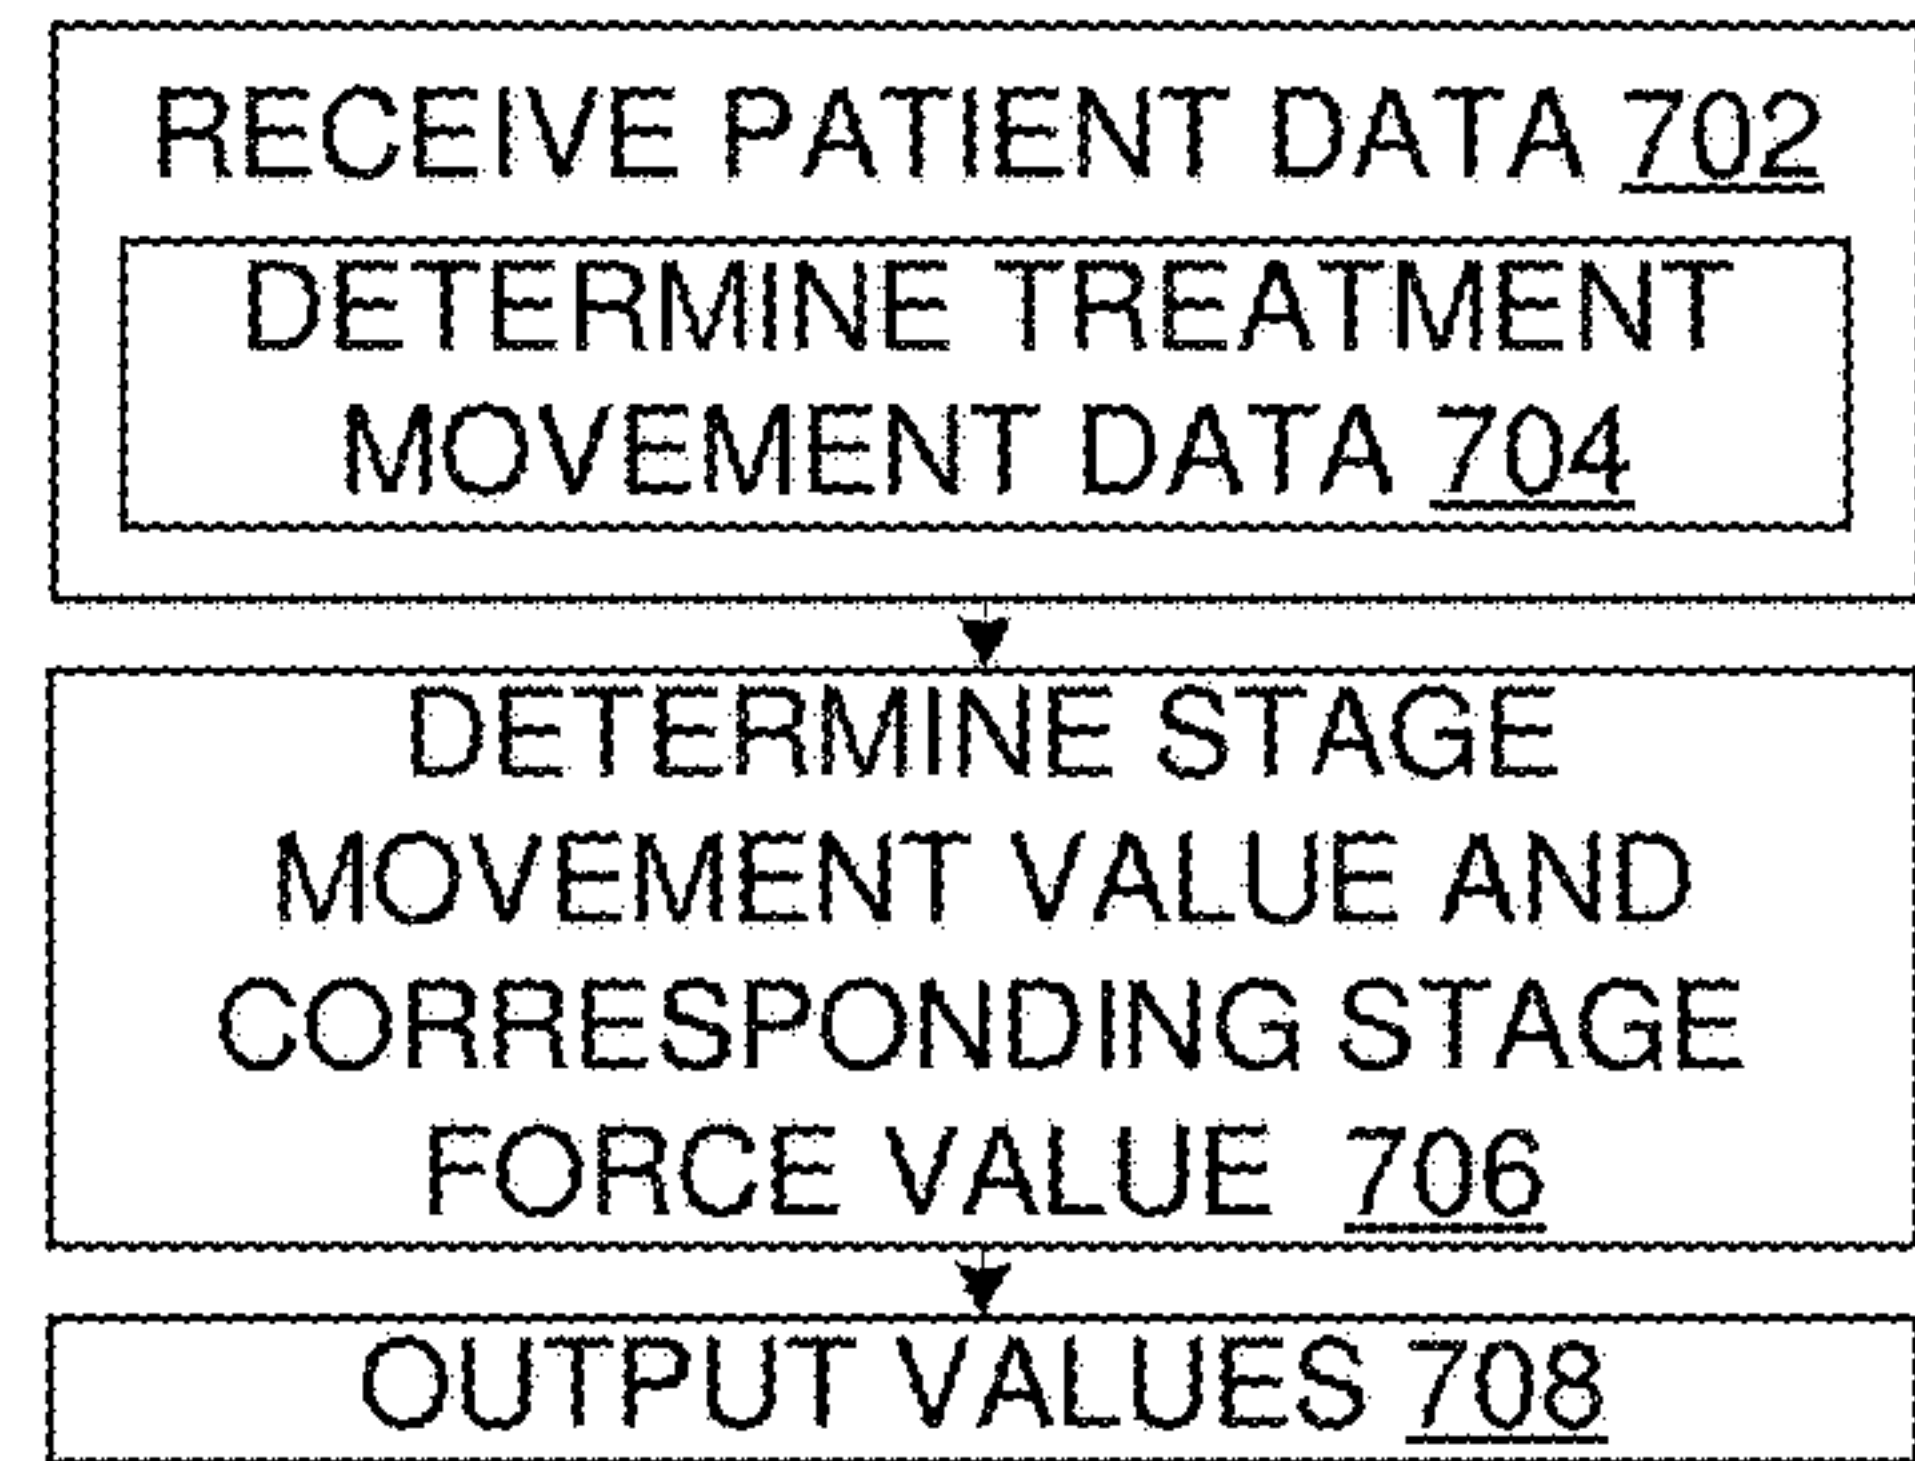 RECEIVE PATIENT DATA 702
DETERMINE TREATMENT
MOVEMENT DATA 704
DETERMINE STAGE
MOVEMENT VALUE AND
CORRESPONDING STAGE
FORCE VALUE 706
OUTPUT VALUES 708